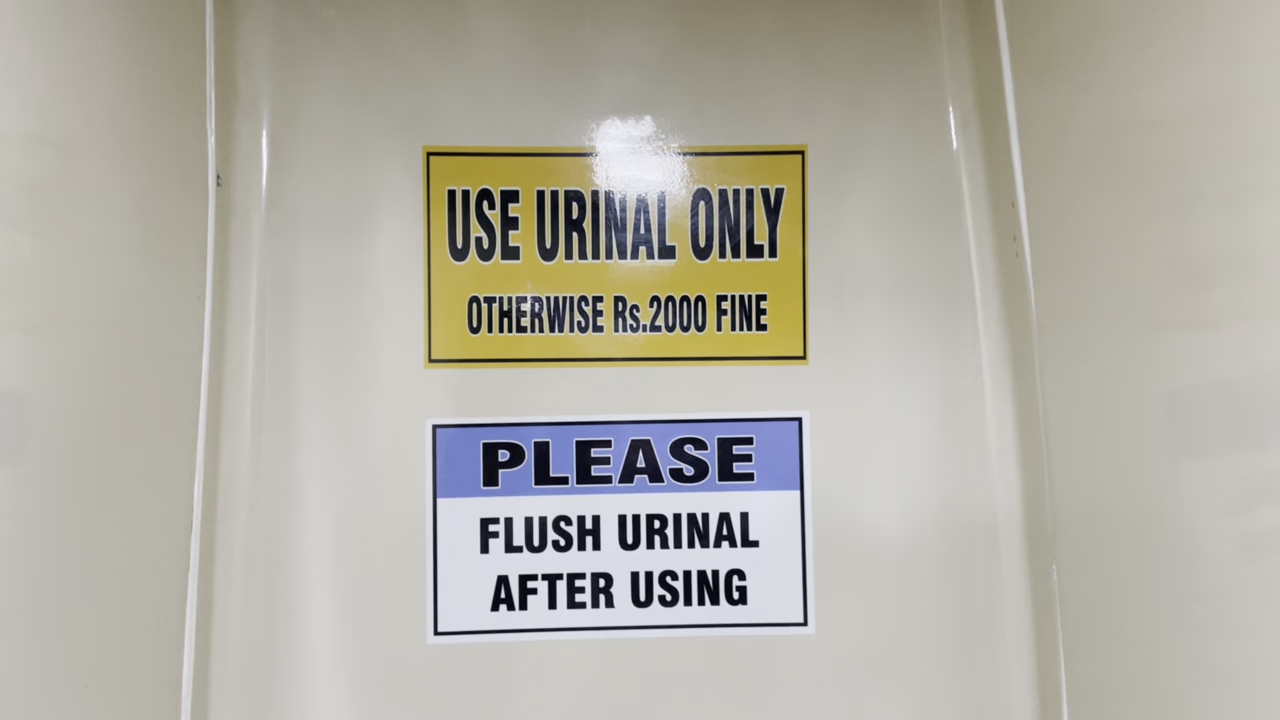 USE URINAL ONLY
OTHERWISE Rs.2000 FINE
PLEASE
FLUSH URINAL
AFTER USING